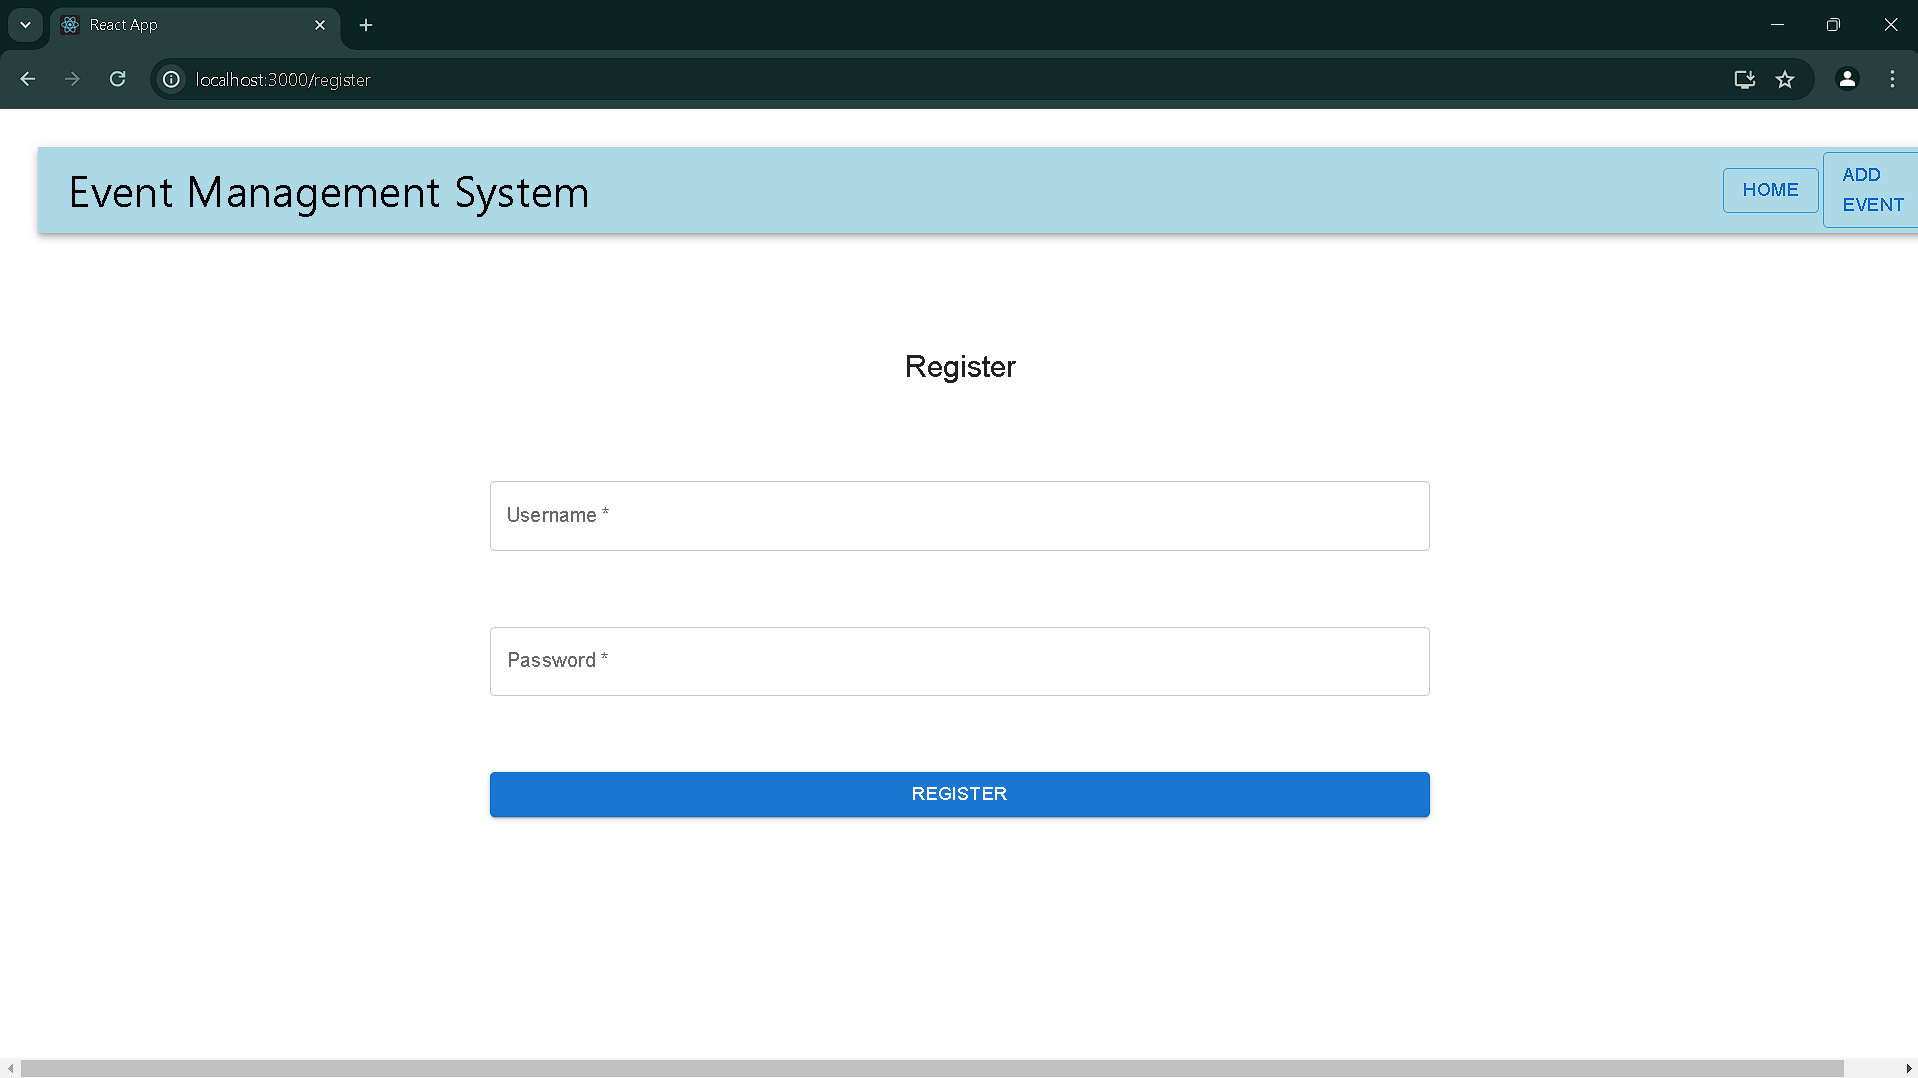 React App
localhost:3000/register
Event Management System
HOME
ADD
EVENT
Register
Username *
Password *
REGISTER